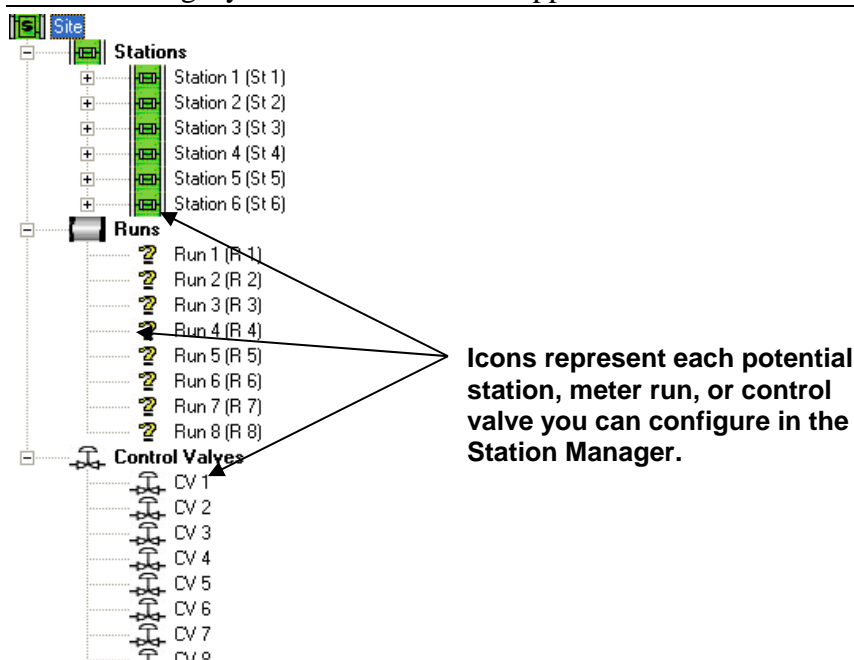 Site
Stations
Station 1 (St 1)
Station 2 (St 2)
Station 3 (St 3)
Station 4 (St 4)
Station 5 (St 5)
Station 6 (St 6)
Runs
Run 1 (R 1)
Run 2 (R 2)
Run 3 (R 3)
Run 4 (R 4)
Run 5 (R 5)
Run 6 (R 6)
Run 7 (R 7)
Run 8 (R 8)
Icons represent each potential
station, meter run, or control
valve you can configure in the
Station Manager.
Control Valves
CV 1
CV 2
CV 3
CV 4
CV 5
CV 6
CV 7
CV 8